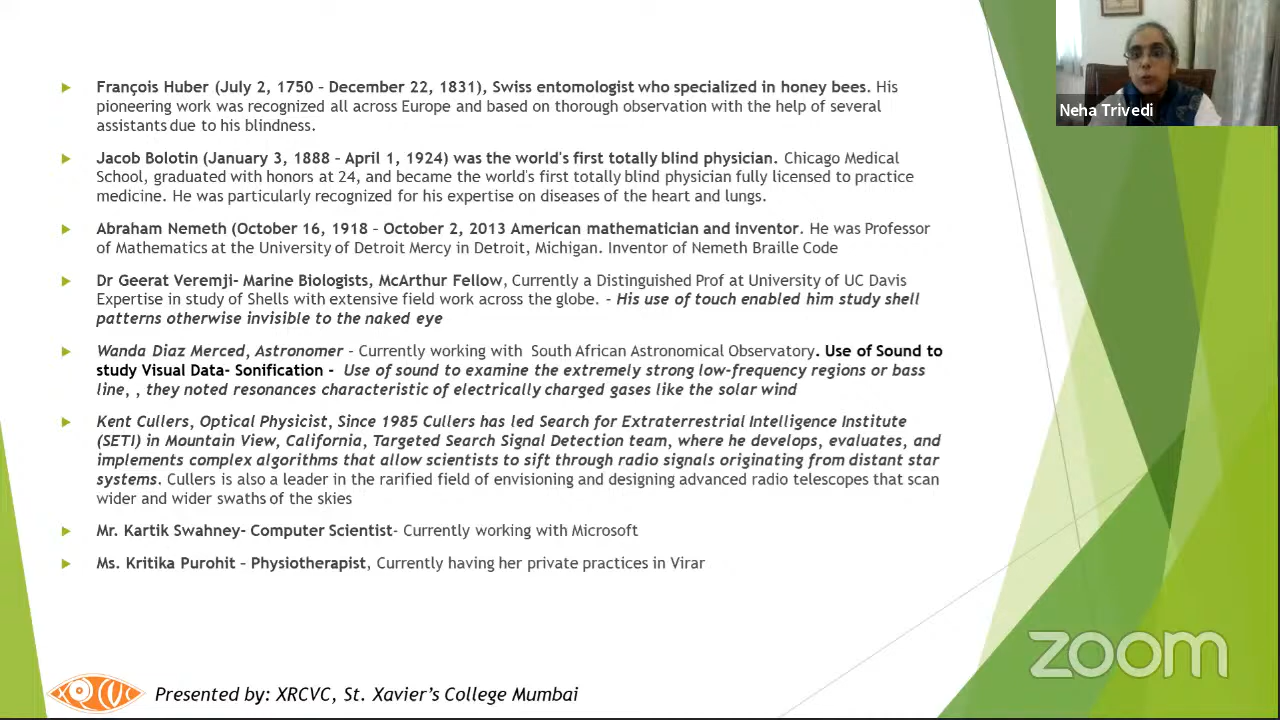 François Huber (July 2, 1750 – December 22, 1831), Swiss entomologist who specialized in honey bees. His
pioneering work was recognized all across Europe and based on thorough observation with the help of several
assistants due to his blindness.
Jacob Bolotin (January 3, 1888 – April 1, 1924) was the world's first totally blind physician. Chicago Medical
School, graduated with honors at 24, and became the world's first totally blind physician fully licensed to practice
medicine. He was particularly recognized for his expertise on diseases of the heart and lungs.
Abraham Nemeth (October 16, 1918 – October 2, 2013 American mathematician and inventor. He was Professor
of Mathematics at the University of Detroit Mercy in Detroit, Michigan. Inventor of Nemeth Braille Code
Dr Geerat Veremji- Marine Biologists, McArthur Fellow, Currently a Distinguished Prof at University of UC Davis
Expertise in study of Shells with extensive field work across the globe. – His use of touch enabled him study shell
patterns otherwise invisible to the naked eye
Wanda Diaz Merced, Astronomer – Currently working with South African Astronomical Observatory. Use of Sound to
study Visual Data- Sonification - Use of sound to examine the extremely strong low-frequency regions or bass
line, , they noted resonances characteristic of electrically charged gases like the solar wind
Kent Cullers, Optical Physicist, Since 1985 Cullers has led Search for Extraterrestrial Intelligence Institute
(SETI) in Mountain View, California, Targeted Search Signal Detection team, where he develops, evaluates, and
implements complex algorithms that allow scientists to sift through radio signals originating from distant star
systems. Cullers is also a leader in the rarified field of envisioning and designing advanced radio telescopes that scan
wider and wider swaths of the skies
Mr. Kartik Swahney- Computer Scientist- Currently working with Microsoft
Ms. Kritika Purohit – Physiotherapist, Currently having her private practices in Virar
Neha Trivedi
XRCVC
Presented by: XRCVC, St. Xavier's College Mumbai
zoom